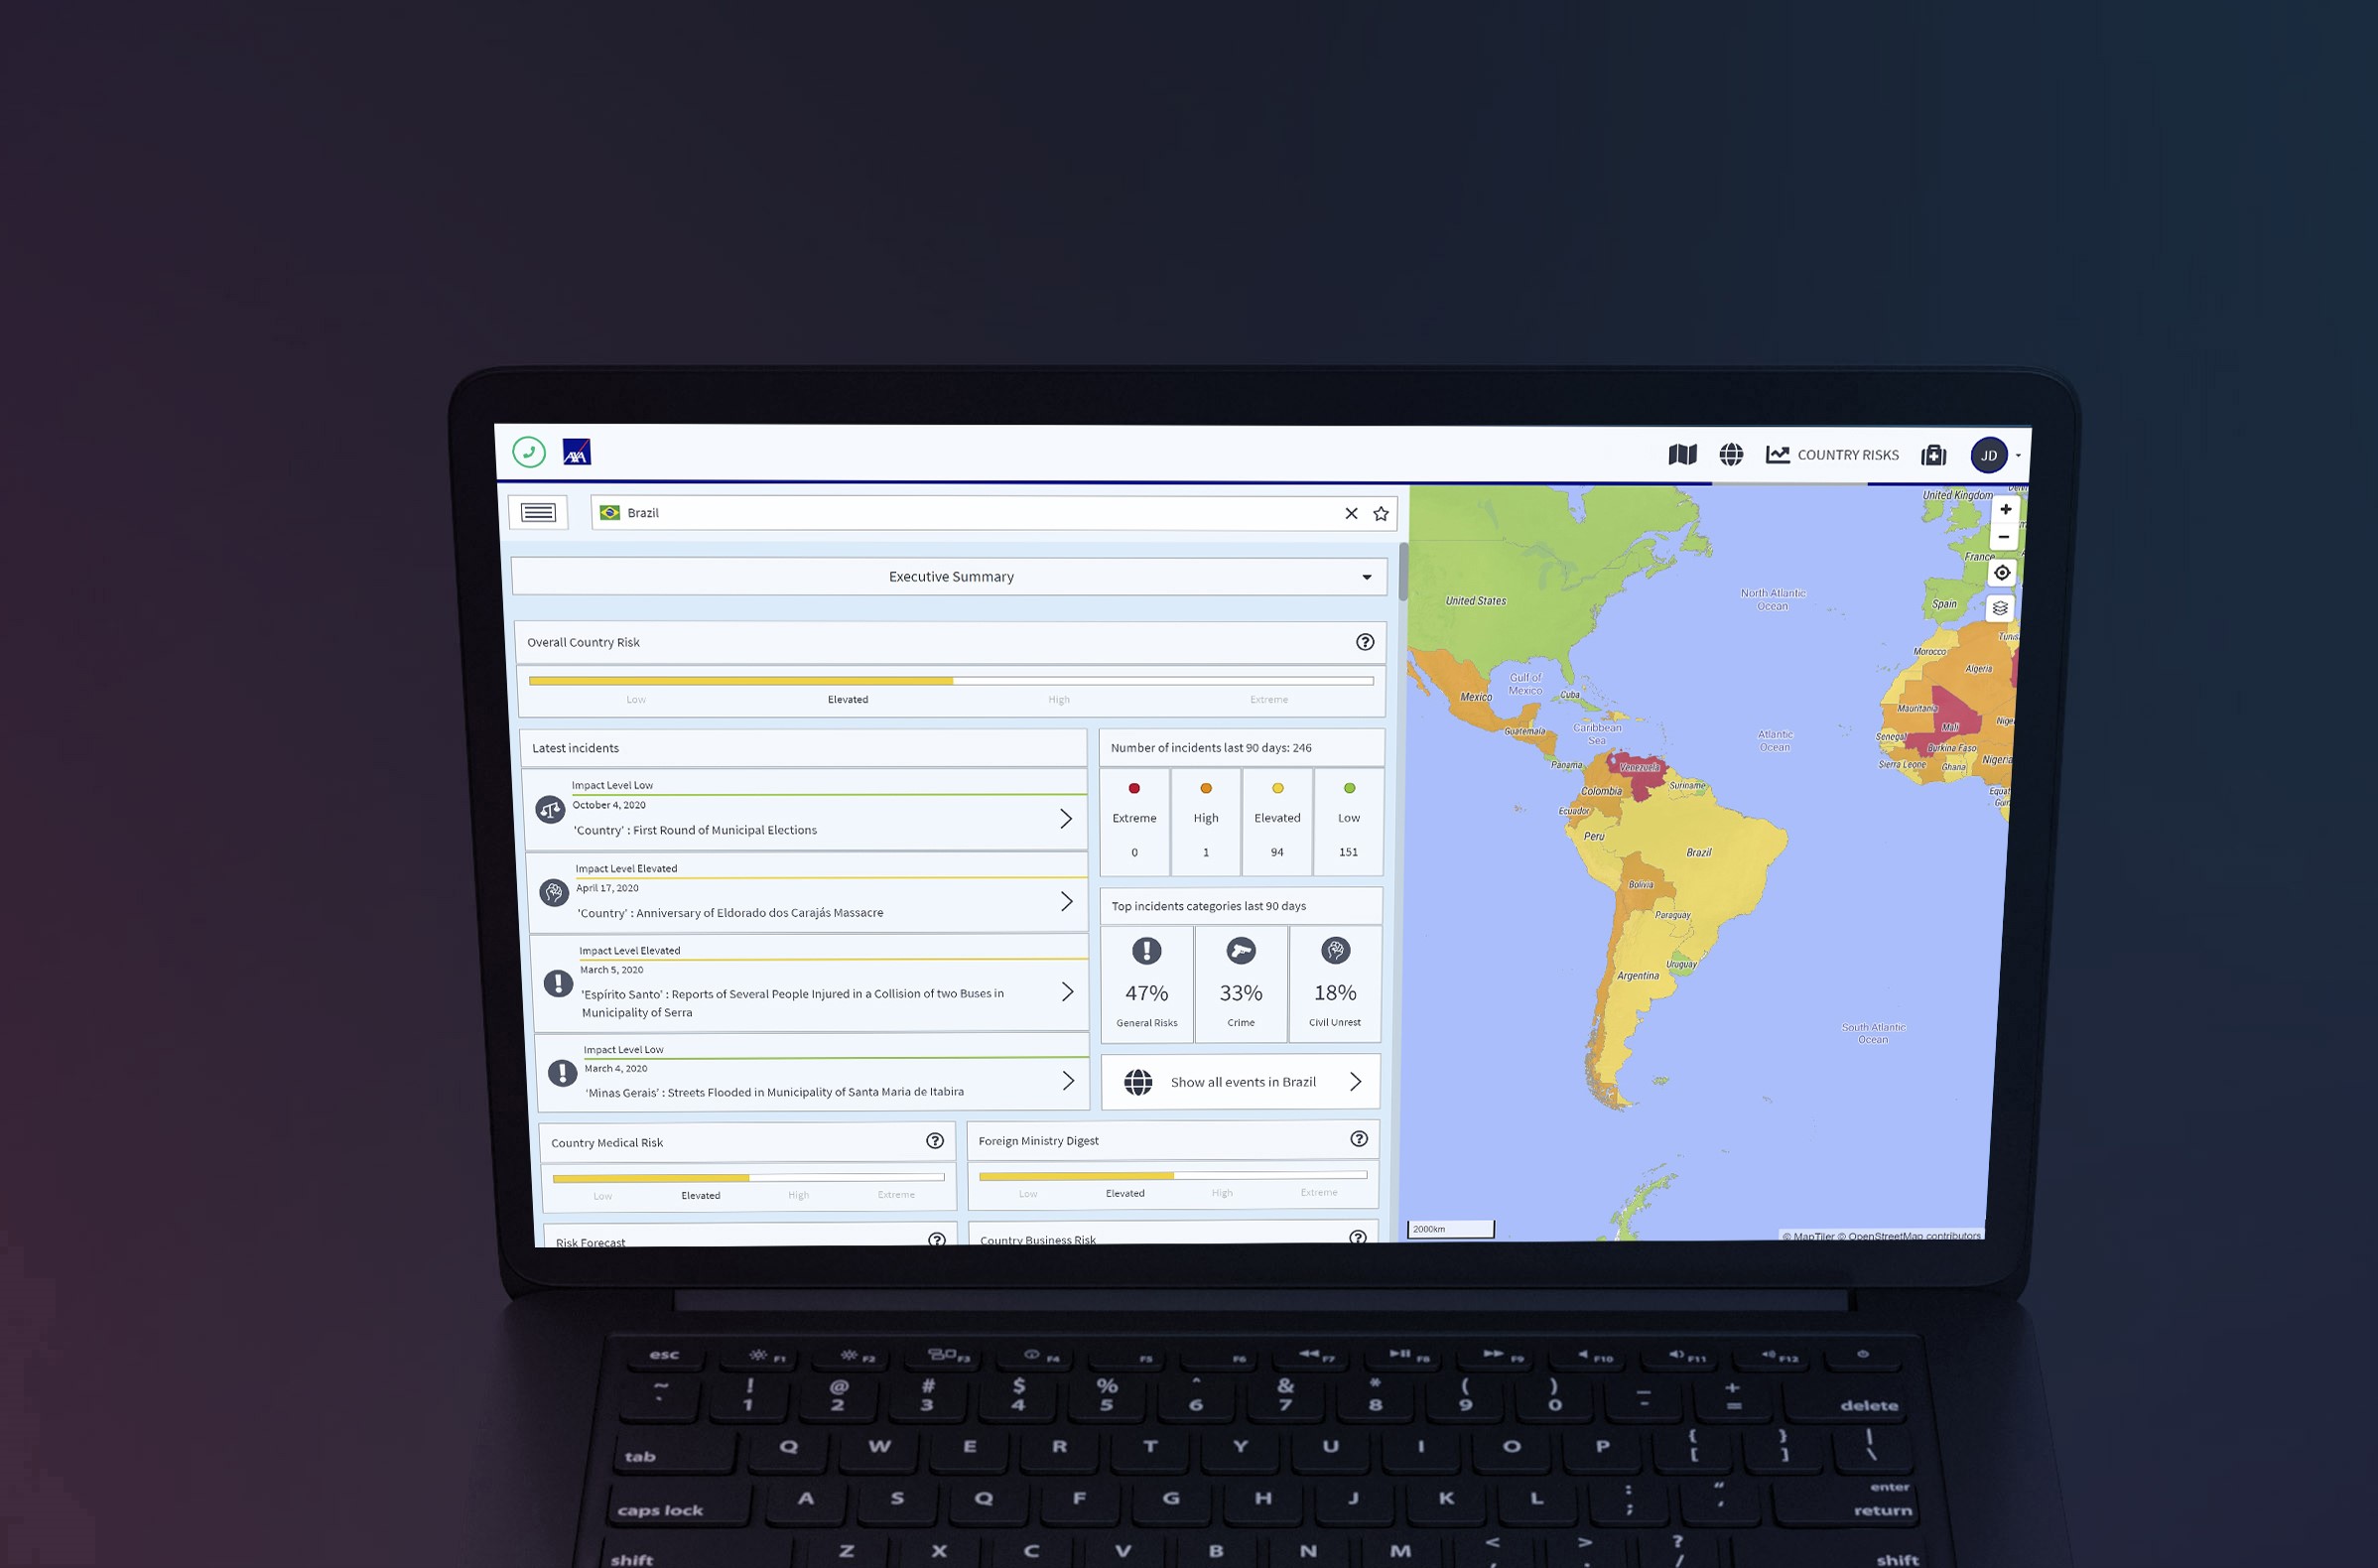 AXA
COUNTRY RISKS
JD
Brazil
Executive Summary
Overall Country Risk
Low
Elevated
High
Extreme
Latest incidents
Impact Level Low
October 4, 2020
'Country' : First Round of Municipal Elections
Impact Level Elevated
April 17, 2020
'Country' : Anniversary of Eldorado dos Carajás Massacre
Impact Level Elevated
March 5, 2020
'Espírito Santo' : Reports of Several People Injured in a Collision of two Buses in
Municipality of Serra
Impact Level Low
March 4, 2020
'Minas Gerais' : Streets Flooded in Municipality of Santa Maria de Itabira
Number of incidents last 90 days: 246
Extreme
High
Elevated
Low
0
1
94
151
Top incidents categories last 90 days
47%
33%
18%
General Risks
Crime
Civil Unrest
Show all events in Brazil
Country Medical Risk
Low
Elevated
High
Extreme
Foreign Ministry Digest
Low
Elevated
High
Extreme
Risk Forecast
Country Business Risk
United Kingdom
France
North Atlantic
Ocean
United States
Spain
Morocco
Algeria
Gulf of
Mexico
Mexico
Cuba
Mauritania
Mali
Guatemala
Caribbean
Sea
Atlantic
Ocean
Senegal
Burkina Faso
Panama
Venezuela
Sierra Leone
Ghana
Nigeria
Colombia
Suriname
Ecuador
Peru
Brazil
Bolivia
Paraguay
Uruguay
Argentina
South Atlantic
Ocean
2000km
© MapTiler © OpenStreetMap contributors
esc F1 F2 F3 F4 F5 F6 F7 F8 F9 F10 F11 F12
~ ! @ # $ % ^ & * ( ) _ +
` 1 2 3 4 5 6 7 8 9 0 - = delete
tab Q W E R T Y U I O P { [ } ] | \
caps lock A S Q F G H J K L : ; “ ‘ enter return
shift Z X C V B N M < , > . ? / shift